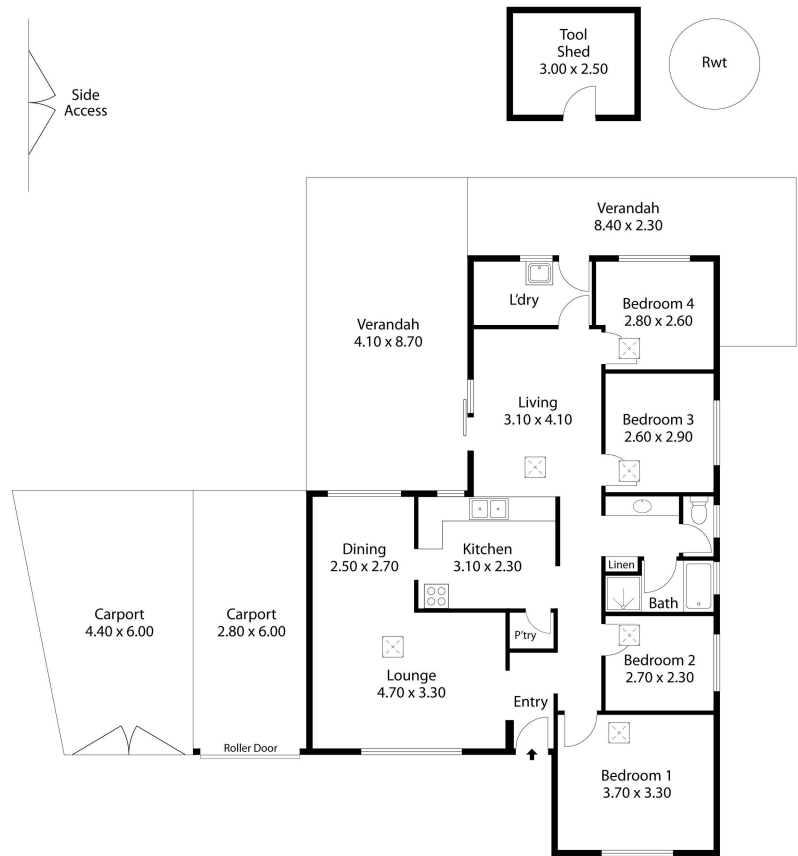 Tool
Shed
3.00 x 2.50
Rwt
Side
Access
Verandah
8.40 x 2.30
L'dry
Bedroom 4
2.80 x 2.60
Verandah
4.10 x 8.70
Living
3.10 x 4.10
Bedroom 3
2.60 x 2.90
Dining
2.50 x 2.70
Kitchen
3.10 x 2.30
Linen
Bath
Carport
4.40 x 6.00
Carport
2.80 x 6.00
P'try
Lounge
4.70 x 3.30
Bedroom 2
2.70 x 2.30
Entry
Roller Door
Bedroom 1
3.70 x 3.30